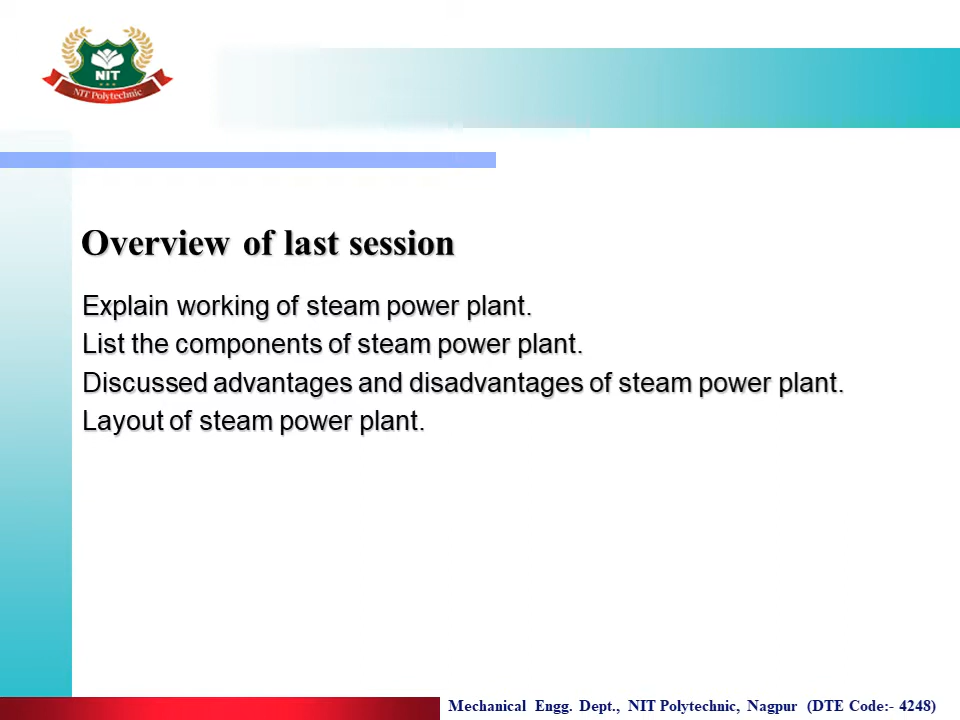 NIT
NIT Polytechnic
Overview of last session
Explain working of steam power plant.
List the components of steam power plant.
Discussed advantages and disadvantages of steam power plant.
Layout of steam power plant.
Mechanical Engg. Dept., NIT Polytechnic, Nagpur (DTE Code:- 4248)